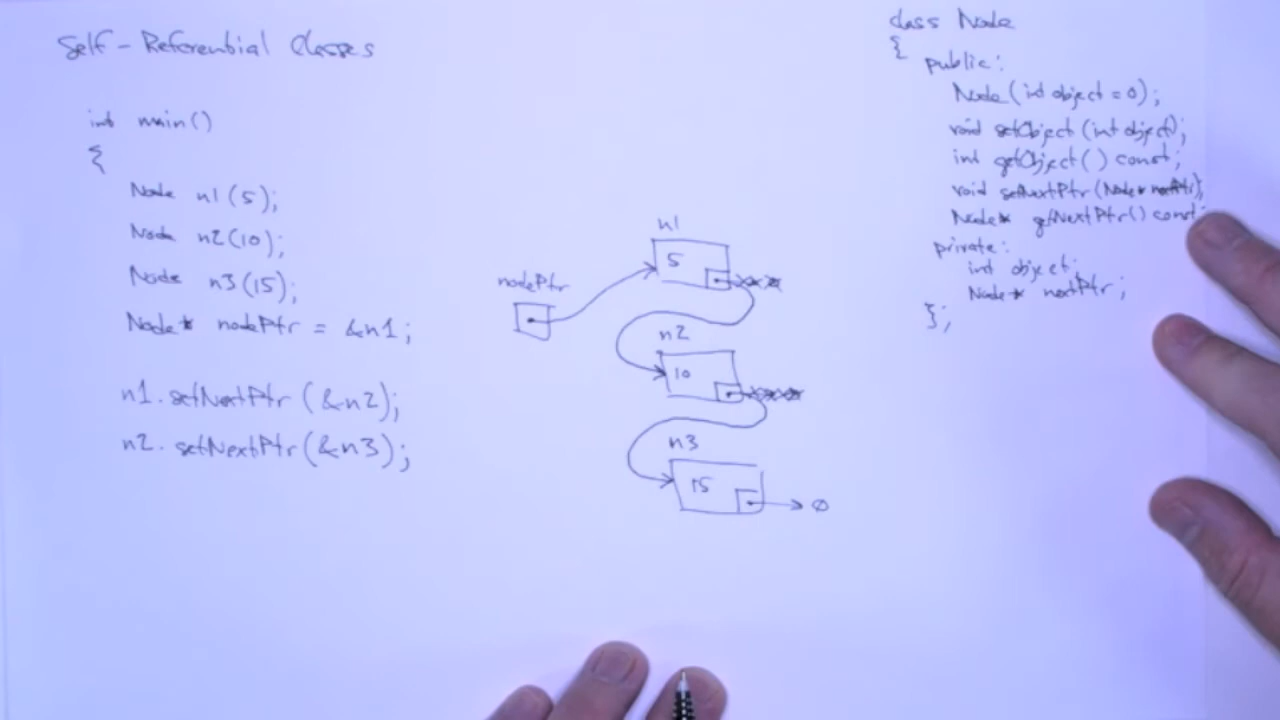 Self-Referential Classes
int main()
{
Node n1(5);
Node n2(10);
Node n3(15);
Node* nodePtr = &n1;
n1.setNextPtr(&n2);
n2.setNextPtr(&n3);
nodePtr
n1
5
n2
10
n3
15
0
class Node
{
public:
Node(int object = 0);
void setObject(int object);
int getObject() const;
void setNextPtr(Node* nextPtr);
Node* getNextPtr() const;
private:
int object;
Node* nextPtr;
};